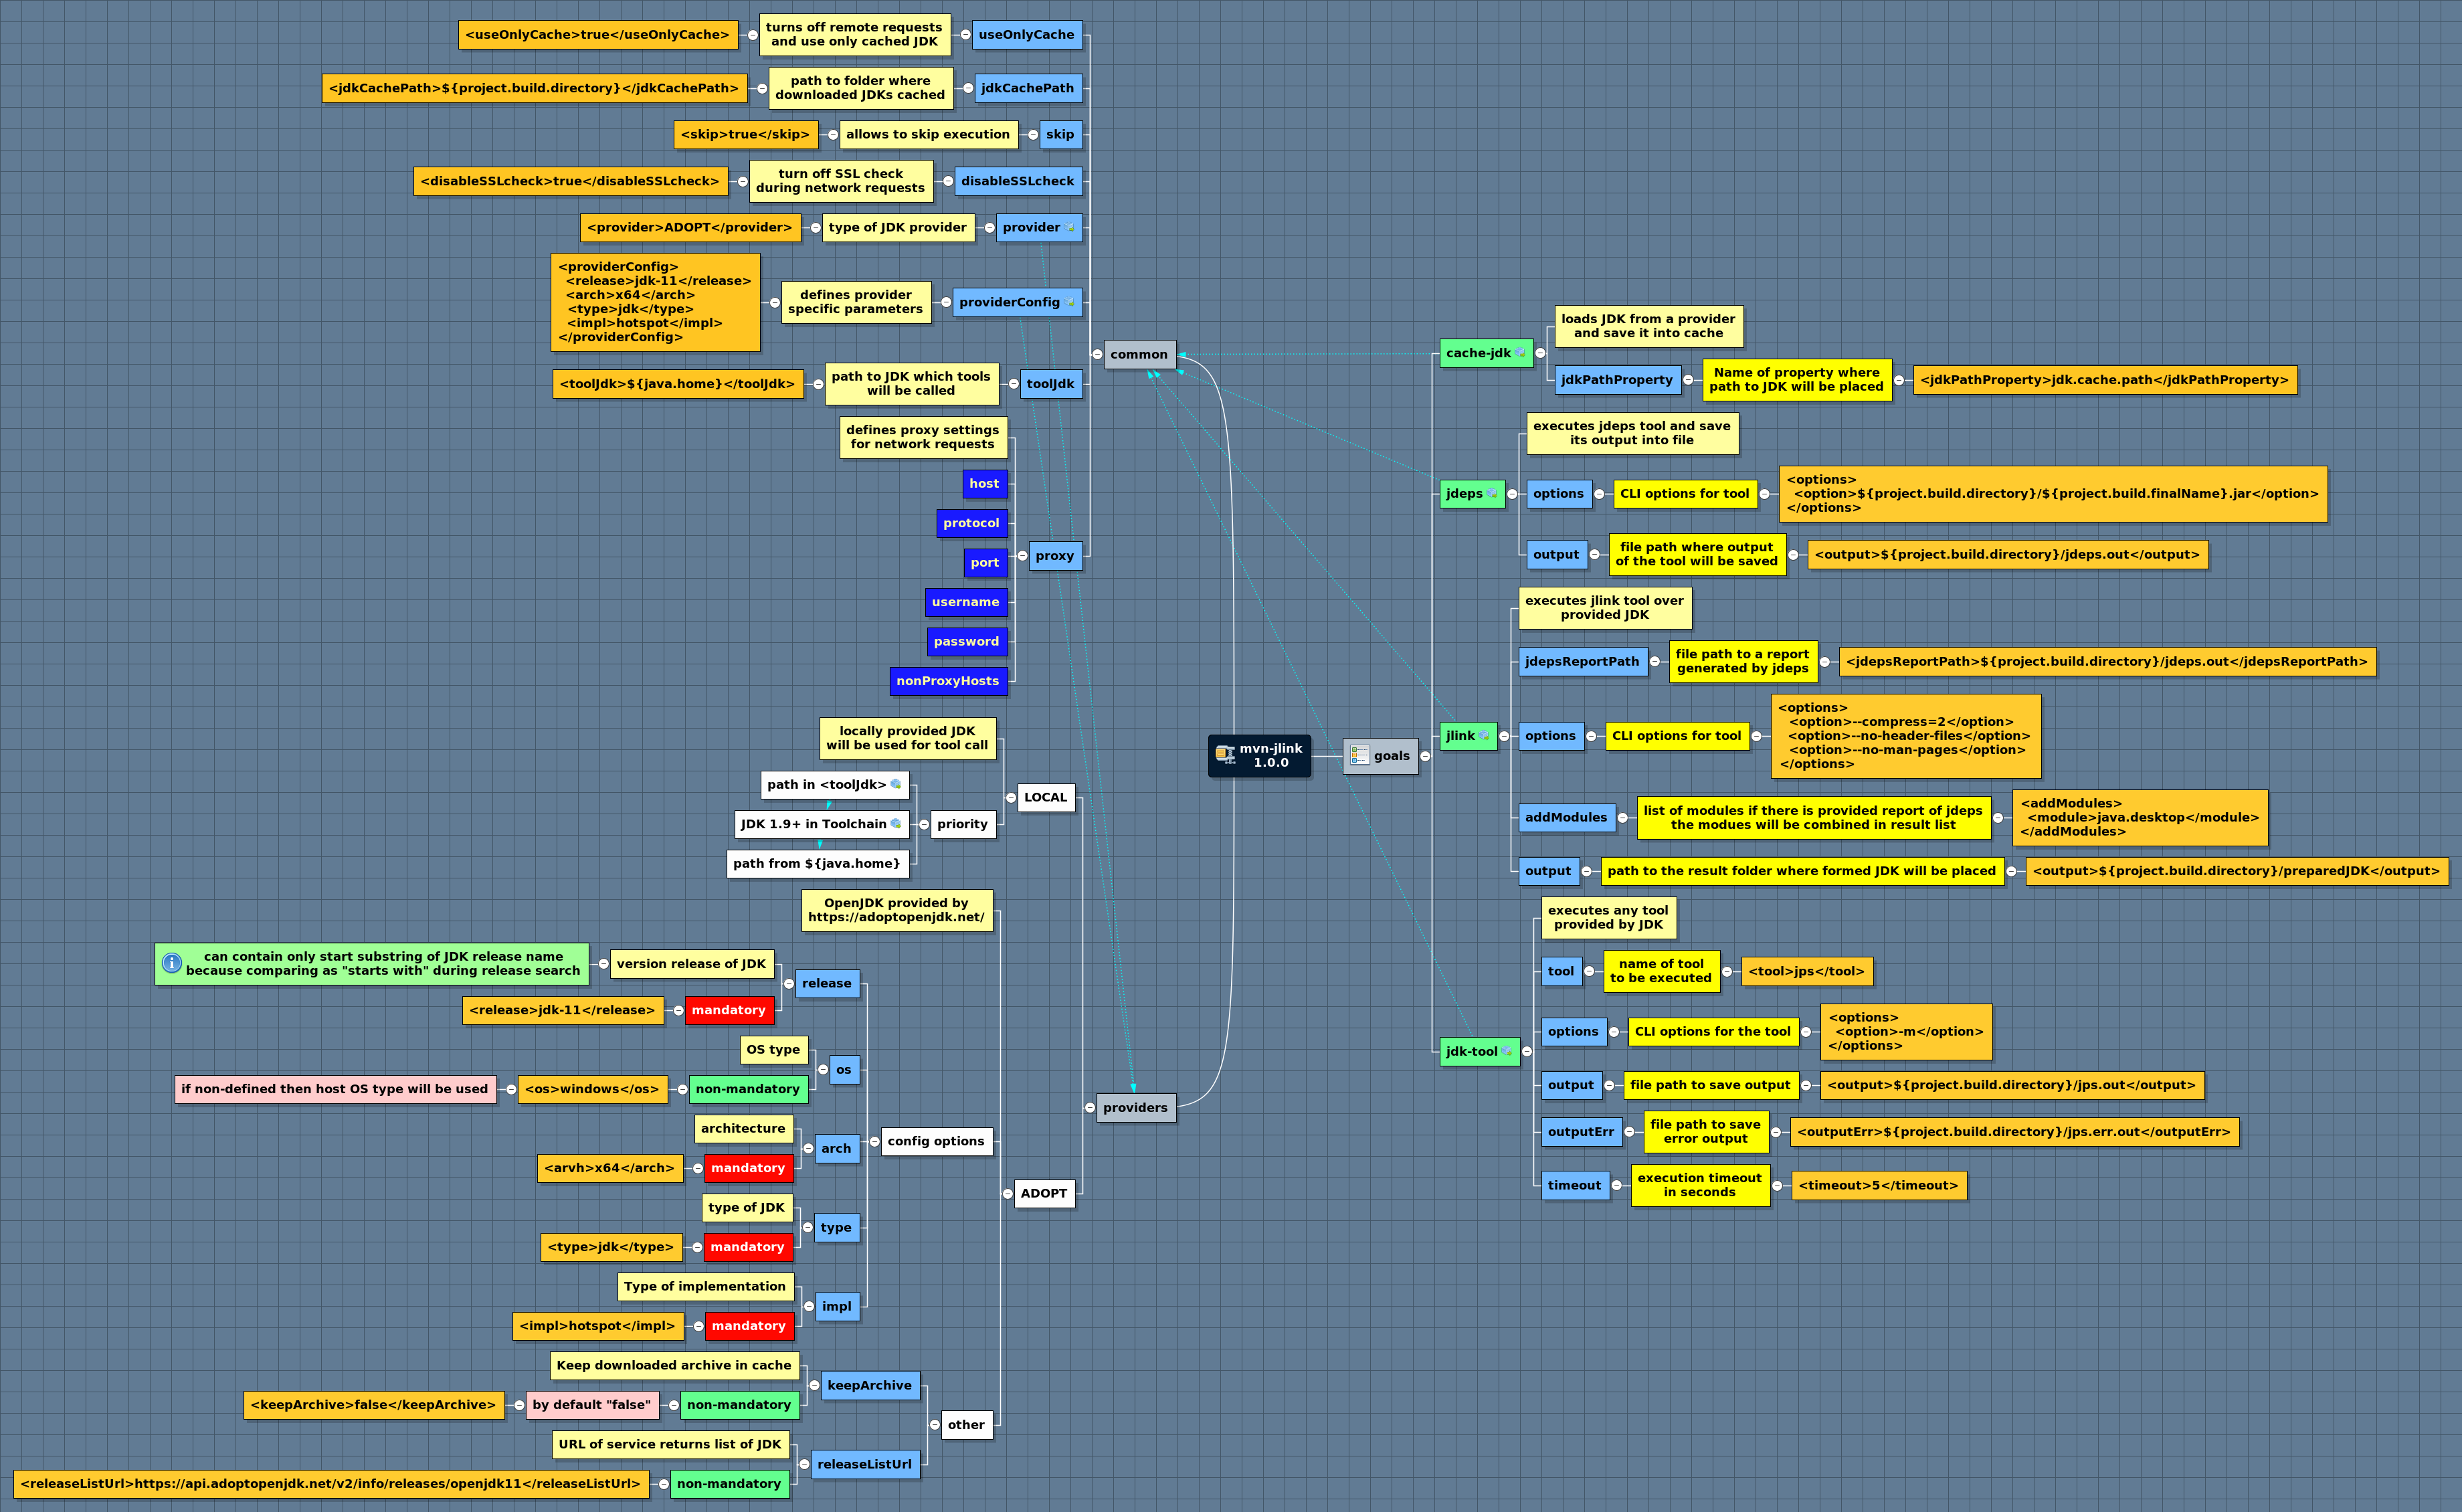 <useOnlyCache>true</useOnlyCache>
turns off remote requests
and use only cached JDK
useOnlyCache
<jdkCachePath>${project.build.directory}</jdkCachePath>
path to folder where
downloaded JDKs cached
jdkCachePath
<skip>true</skip>
allows to skip execution
skip
<disableSSLcheck>true</disableSSLcheck>
turn off SSL check
during network requests
disableSSLcheck
<provider>ADOPT</provider>
type of JDK provider
provider
<providerConfig>
<release>jdk-11</release>
<arch>x64</arch>
<type>jdk</type>
<impl>hotspot</impl>
</providerConfig>
defines provider
specific parameters
providerConfig
<toolJdk>${java.home}</toolJdk>
path to JDK which tools
will be called
toolJdk
defines proxy settings
for network requests
host
protocol
port
username
password
nonProxyHosts
proxy
common
locally provided JDK
will be used for tool call
path in <toolJdk>
JDK 1.9+ in Toolchain
path from ${java.home}
priority
LOCAL
OpenJDK provided by
https://adoptopenjdk.net/
can contain only start substring of JDK release name
because comparing as "starts with" during release search
version release of JDK
<release>jdk-11</release>
mandatory
release
OS type
if non-defined then host OS type will be used
<os>windows</os>
non-mandatory
os
architecture
<arvh>x64</arch>
mandatory
arch
type of JDK
<type>jdk</type>
mandatory
type
Type of implementation
<impl>hotspot</impl>
mandatory
impl
config options
Keep downloaded archive in cache
<keepArchive>false</keepArchive>
by default "false"
non-mandatory
keepArchive
URL of service returns list of JDK
<releaseListUrl>https://api.adoptopenjdk.net/v2/info/releases/openjdk11</releaseListUrl>
non-mandatory
releaseListUrl
other
ADOPT
providers
mvn-jlink
1.0.0
goals
cache-jdk
loads JDK from a provider
and save it into cache
jdkPathProperty
Name of property where
path to JDK will be placed
<jdkPathProperty>jdk.cache.path</jdkPathProperty>
jdeps
executes jdeps tool and save
its output into file
options
CLI options for tool
<options>
<option>${project.build.directory}/${project.build.finalName}.jar</option>
</options>
output
file path where output
of the tool will be saved
<output>${project.build.directory}/jdeps.out</output>
jlink
executes jlink tool over
provided JDK
jdepsReportPath
file path to a report
generated by jdeps
<jdepsReportPath>${project.build.directory}/jdeps.out</jdepsReportPath>
options
CLI options for tool
<options>
<option>--compress=2</option>
<option>--no-header-files</option>
<option>--no-man-pages</option>
</options>
addModules
list of modules if there is provided report of jdeps
the modues will be combined in result list
<addModules>
<module>java.desktop</module>
</addModules>
output
path to the result folder where formed JDK will be placed
<output>${project.build.directory}/preparedJDK</output>
jdk-tool
executes any tool
provided by JDK
tool
name of tool
to be executed
<tool>jps</tool>
options
CLI options for the tool
<options>
<option>-m</option>
</options>
output
file path to save output
<output>${project.build.directory}/jps.out</output>
outputErr
file path to save
error output
<outputErr>${project.build.directory}/jps.err.out</outputErr>
timeout
execution timeout
in seconds
<timeout>5</timeout>